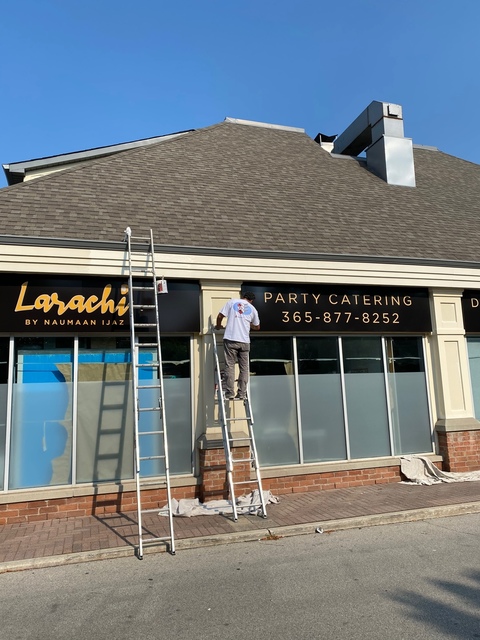 Larachi
BY NAUMAAN IJAZ
PARTY CATERING
365-877-8252
D